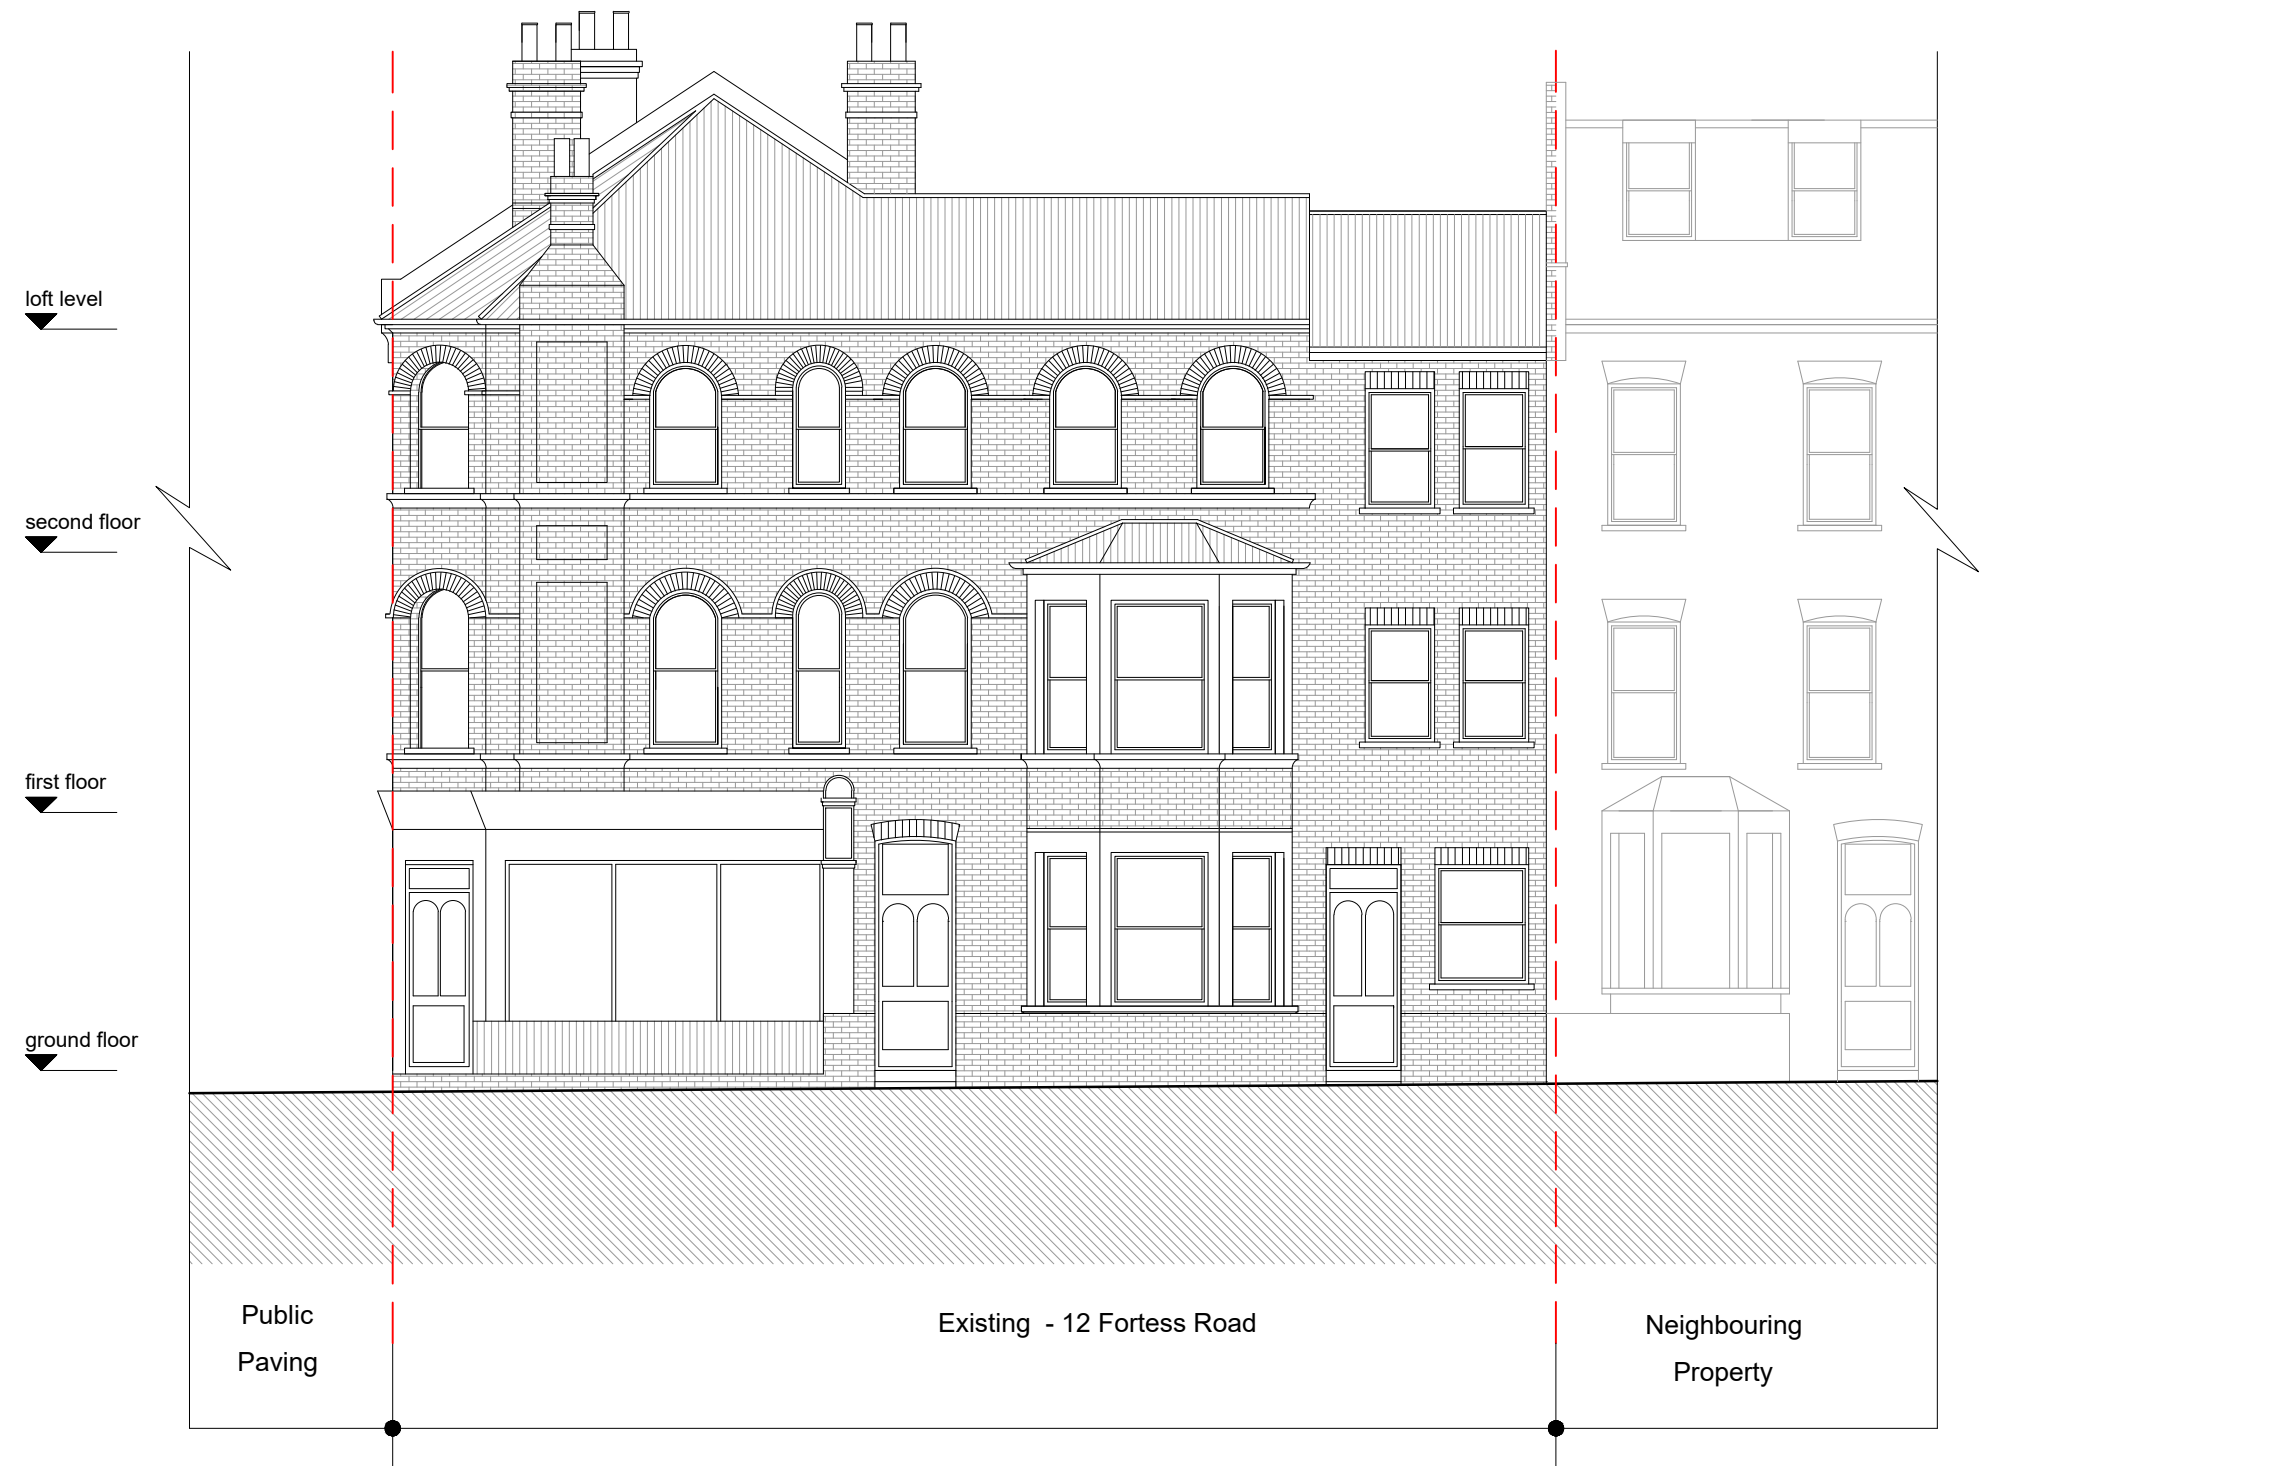 loft level
second floor
first floor
ground floor
Public
Paving
Existing - 12 Fortess Road
Neighbouring
Property